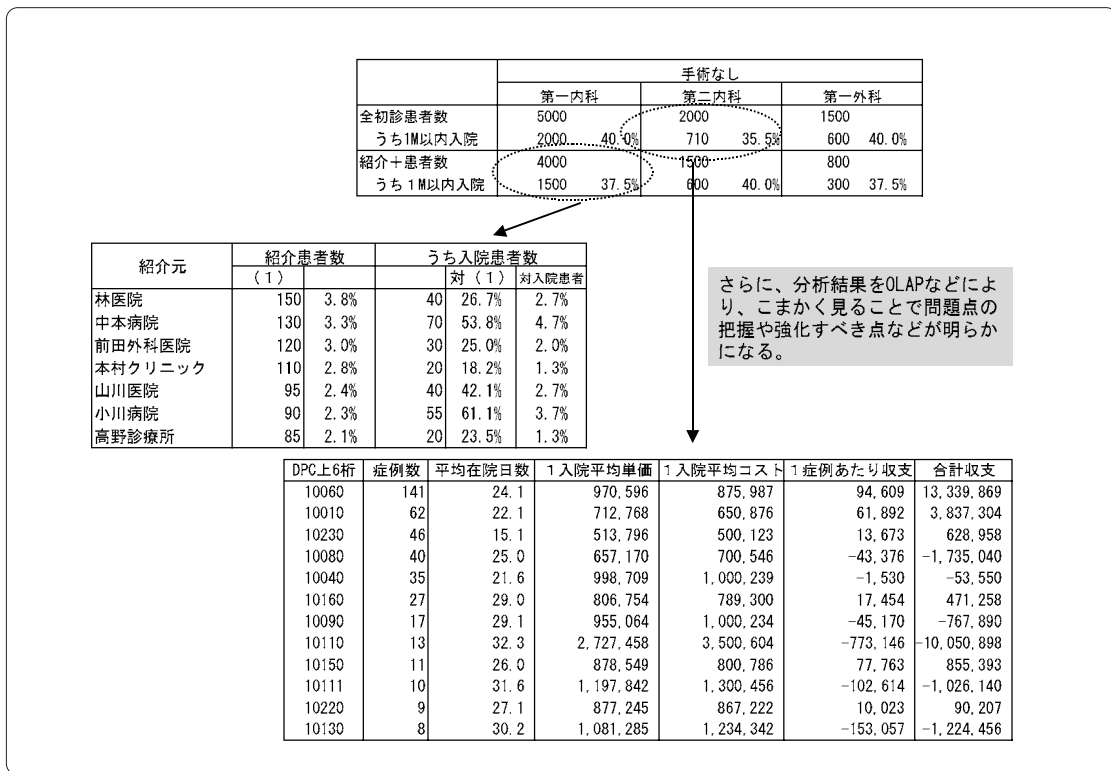 手術なし
第一内科 第二内科 第一外科
全初診患者数 5000 2000 1500
うち1M以内入院 2000 40.0% 710 35.5% 600 40.0%
紹介＋患者数 4000 1500 800
うち１M以内入院 1500 37.5% 600 40.0% 300 37.5%
紹介元 紹介患者数 うち入院患者数
（１） 対（１） 対入院患者
林医院 150 3.8% 40 26.7% 2.7%
中本病院 130 3.3% 70 53.8% 4.7%
前田外科医院 120 3.0% 30 25.0% 2.0%
本村クリニック 110 2.8% 20 18.2% 1.3%
山川医院 95 2.4% 40 42.1% 2.7%
小川病院 90 2.3% 55 61.1% 3.7%
高野診療所 85 2.1% 20 23.5% 1.3%
さらに、分析結果をOLAPなどによ
り、こまかく見ることで問題点の
把握や強化すべき点などが明らか
になる。
DPC上6桁 症例数 平均在院日数 １入院平均単価 １入院平均コスト １症例あたり収支 合計収支
10060 141 24.1 970,596 875,987 94,609 13,339,869
10010 62 22.1 712,768 650,876 61,892 3,837,304
10230 46 15.1 513,796 500,123 13,673 628,958
10080 40 25.0 657,170 700,546 -43,376 -1,735,040
10040 35 21.6 998,709 1,000,239 -1,530 -53,550
10160 27 29.0 806,754 789,300 17,454 471,258
10090 17 29.1 955,064 1,000,234 -45,170 -767,890
10110 13 32.3 2,727,458 3,500,604 -773,146 -10,050,898
10150 11 26.0 878,549 800,786 77,763 855,393
10111 10 31.6 1,197,842 1,300,456 -102,614 -1,026,140
10220 9 27.1 877,245 867,222 10,023 90,207
10130 8 30.2 1,081,285 1,234,342 -153,057 -1,224,456